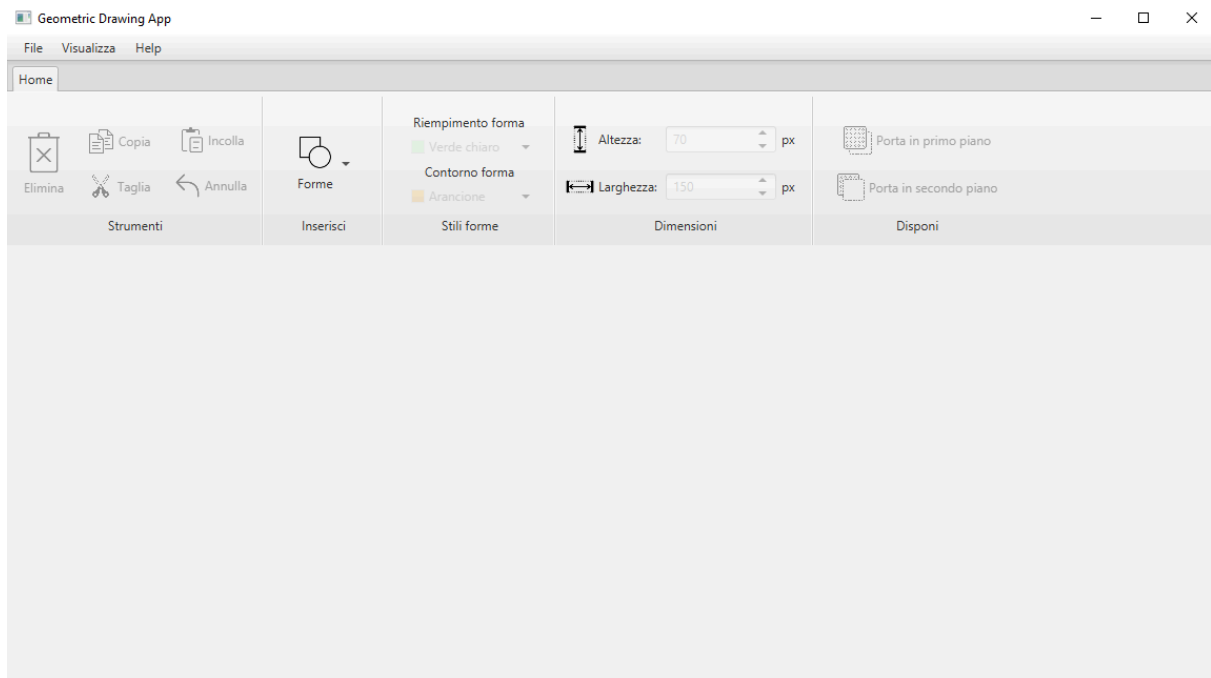 Geometric Drawing App
File Visualizza Help
Home
Elimina
Copia
Incolla
Taglia
Annulla
Strumenti
Forme
Inserisci
Riempimento forma
Verde chiaro
Contorno forma
Arancione
Stili forme
Altezza: 70 px
Larghezza: 150 px
Dimensioni
Porta in primo piano
Porta in secondo piano
Disponi